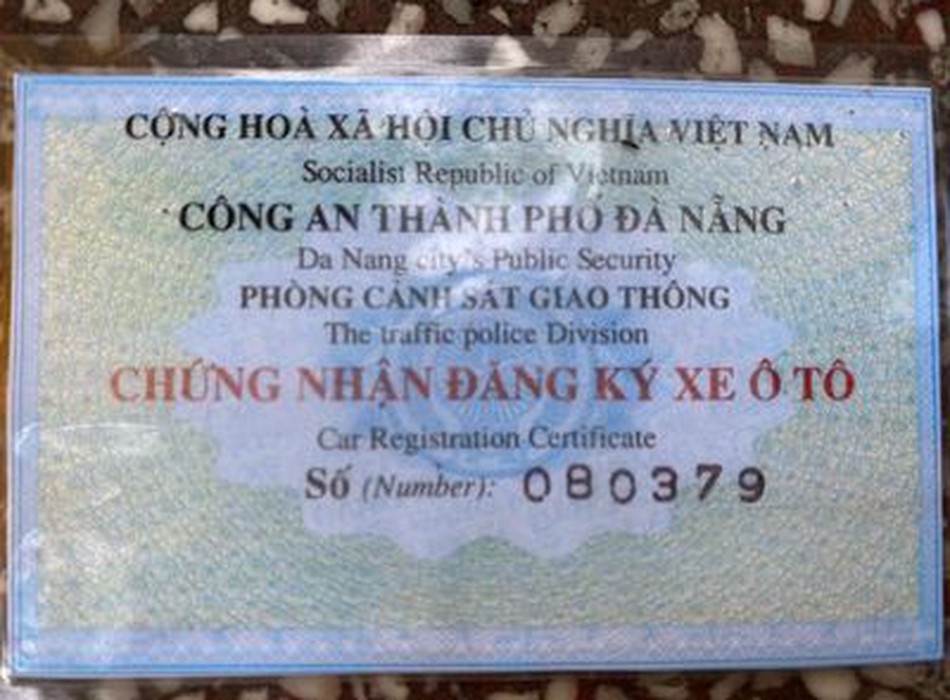 CỘNG HOÀ XÃ HỘI CHỦ NGHĨA VIỆT NAM
Socialist Republic of Vietnam
CÔNG AN THÀNH PHỐ ĐÀ NẴNG
Da Nang city's Public Security
PHÒNG CẢNH SÁT GIAO THÔNG
The traffic police Division
CHỨNG NHẬN ĐĂNG KÝ XE Ô TÔ
Car Registration Certificate
Số (Number): 080379